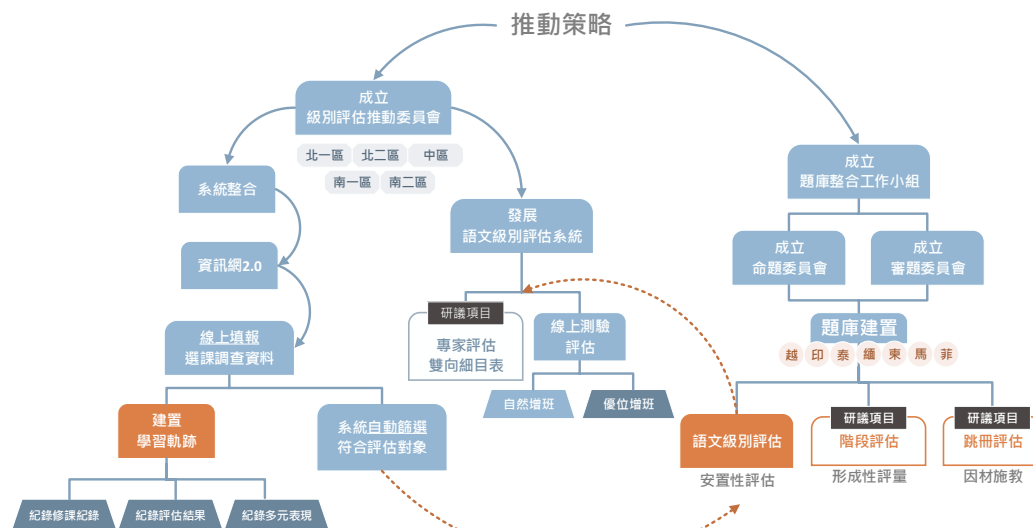 推動策略
成立
級別評估推動委員會
北一區 北二區 中區
南一區 南二區
系統整合
資訊網2.0
線上填報
選課調查資料
建置
學習軌跡
紀錄修課紀錄
紀錄評估結果
紀錄多元表現
系統自動篩選
符合評估對象
發展
語文級別評估系統
研議項目
專家評估
雙向細目表
線上測驗
評估
自然增班
優位增班
成立
題庫整合工作小組
成立
命題委員會
成立
審題委員會
題庫建置
越 印 泰 緬 柬 馬 菲
語文級別評估
安置性評估
研議項目
階段評估
形成性評量
研議項目
跳冊評估
因材施教